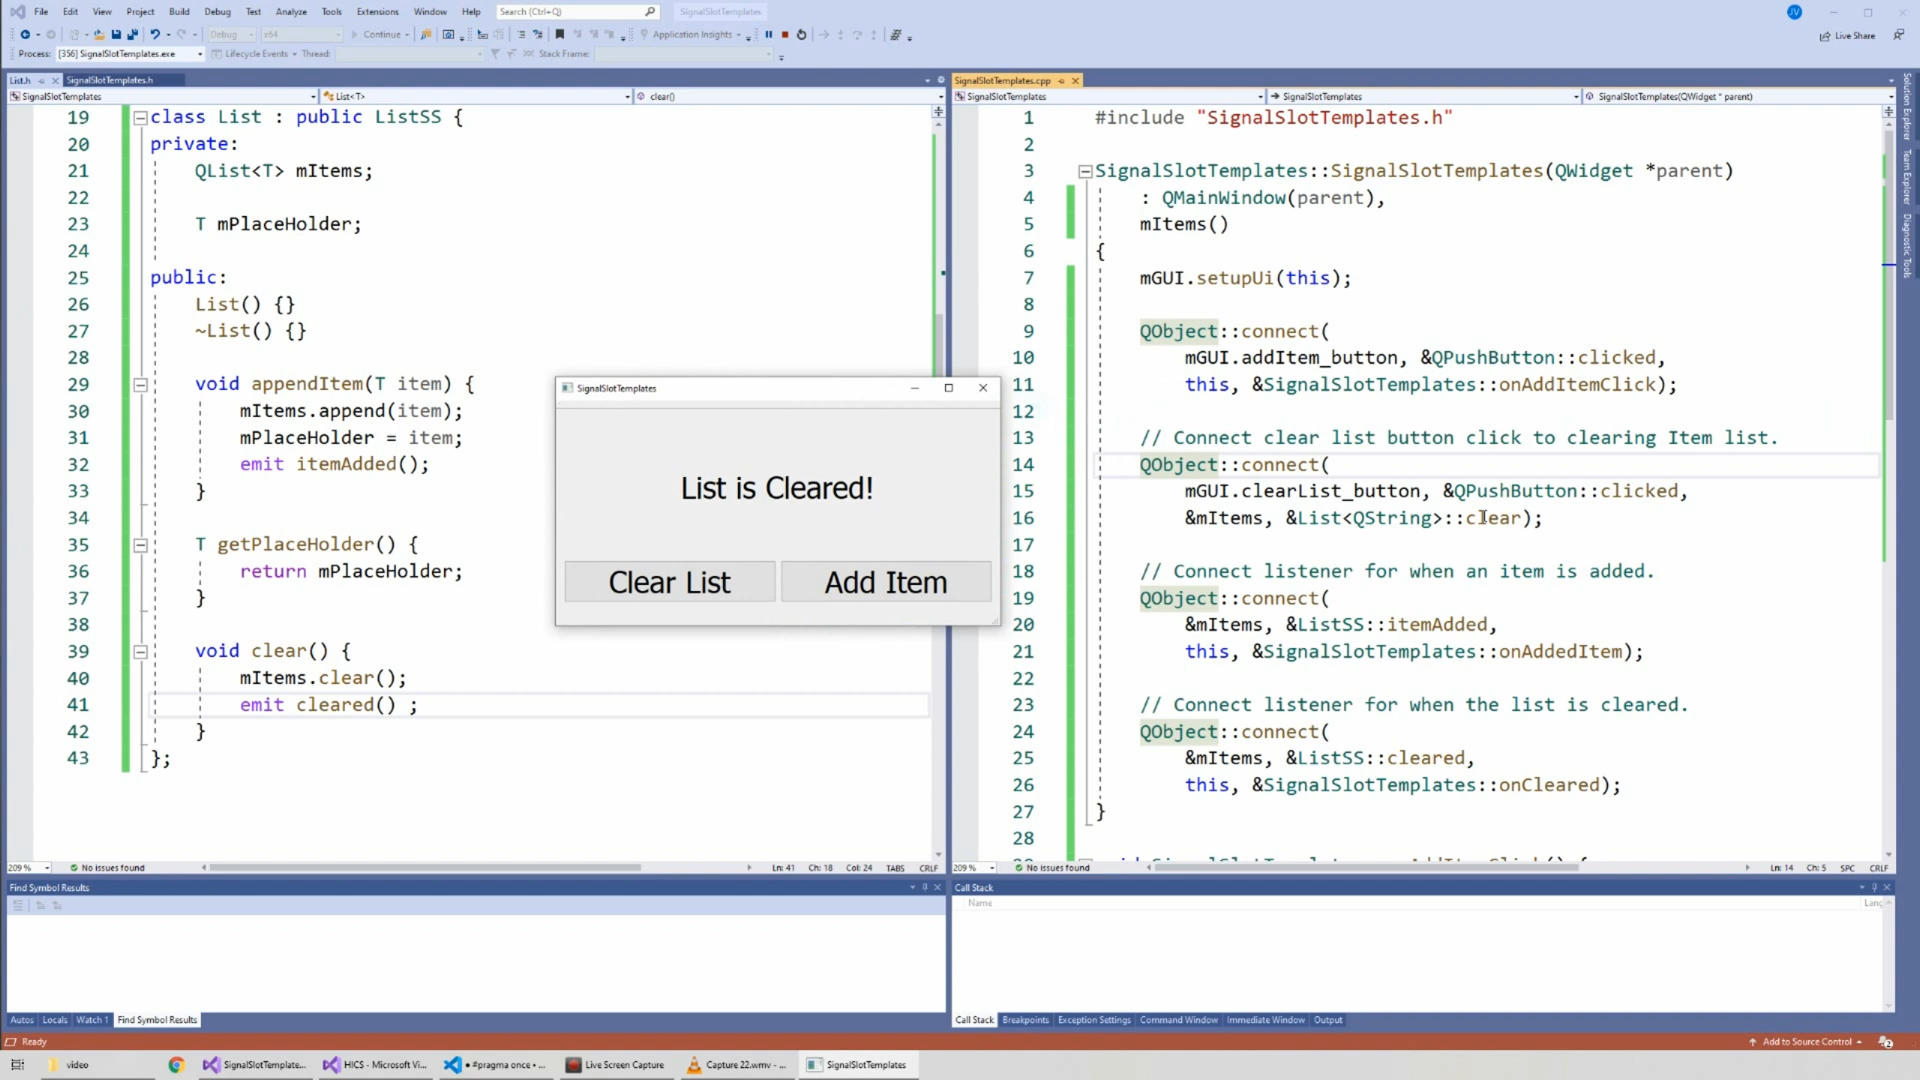 File Edit View Project Build Debug Test Analyze Tools Extensions Window Help Search (Ctrl+Q) SignalSlotTemplates JV
Debug x64 Continue Application Insights Live Share
Process: [356] SignalSlotTemplates.exe Lifecycle Events Thread: Stack Frame:
List.h SignalSlotTemplates.h
SignalSlotTemplates List<T> clear()
19 class List : public ListSS {
20 private:
21 QList<T> mItems;
22
23 T mPlaceHolder;
24
25 public:
26 List() {}
27 ~List() {}
28
29 void appendItem(T item) {
30 mItems.append(item);
31 mPlaceHolder = item;
32 emit itemAdded();
33 }
34
35 T getPlaceHolder() {
36 return mPlaceHolder;
37 }
38
39 void clear() {
40 mItems.clear();
41 emit cleared() ;
42 }
43 };
209 % No issues found Ln: 41 Ch: 18 Col: 24 TABS CRLF
SignalSlotTemplates
List is Cleared!
Clear List Add Item
SignalSlotTemplates.cpp
SignalSlotTemplates SignalSlotTemplates SignalSlotTemplates(QWidget * parent)
1 #include "SignalSlotTemplates.h"
2
3 SignalSlotTemplates::SignalSlotTemplates(QWidget *parent)
4 : QMainWindow(parent),
5 mItems()
6 {
7 mGUI.setupUi(this);
8
9 QObject::connect(
10 mGUI.addItem_button, &QPushButton::clicked,
11 this, &SignalSlotTemplates::onAddItemClick);
12
13 // Connect clear list button click to clearing Item list.
14 QObject::connect(
15 mGUI.clearList_button, &QPushButton::clicked,
16 &mItems, &List<QString>::clear);
17
18 // Connect listener for when an item is added.
19 QObject::connect(
20 &mItems, &ListSS::itemAdded,
21 this, &SignalSlotTemplates::onAddedItem);
22
23 // Connect listener for when the list is cleared.
24 QObject::connect(
25 &mItems, &ListSS::cleared,
26 this, &SignalSlotTemplates::onCleared);
27 }
28
209 % No issues found Ln: 14 Ch: 5 SPC CRLF
Solution Explorer
Team Explorer
Diagnostic Tools
Find Symbol Results
Call Stack
Name Lang
Autos Locals Watch 1 Find Symbol Results
Call Stack Breakpoints Exception Settings Command Window Immediate Window Output
Ready Add to Source Control 2
video SignalSlotTemplate... HICS - Microsoft Vi... #pragma once • ... Live Screen Capture Capture 22.wmv - ... SignalSlotTemplates